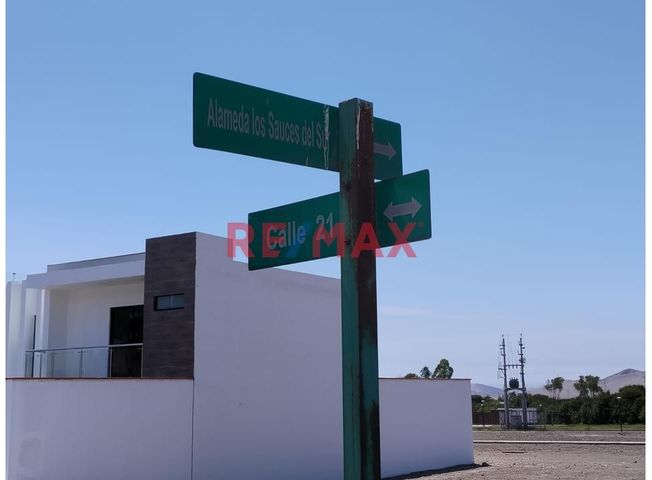 Alameda los Sauces del S
Calle 21
RE/MAX